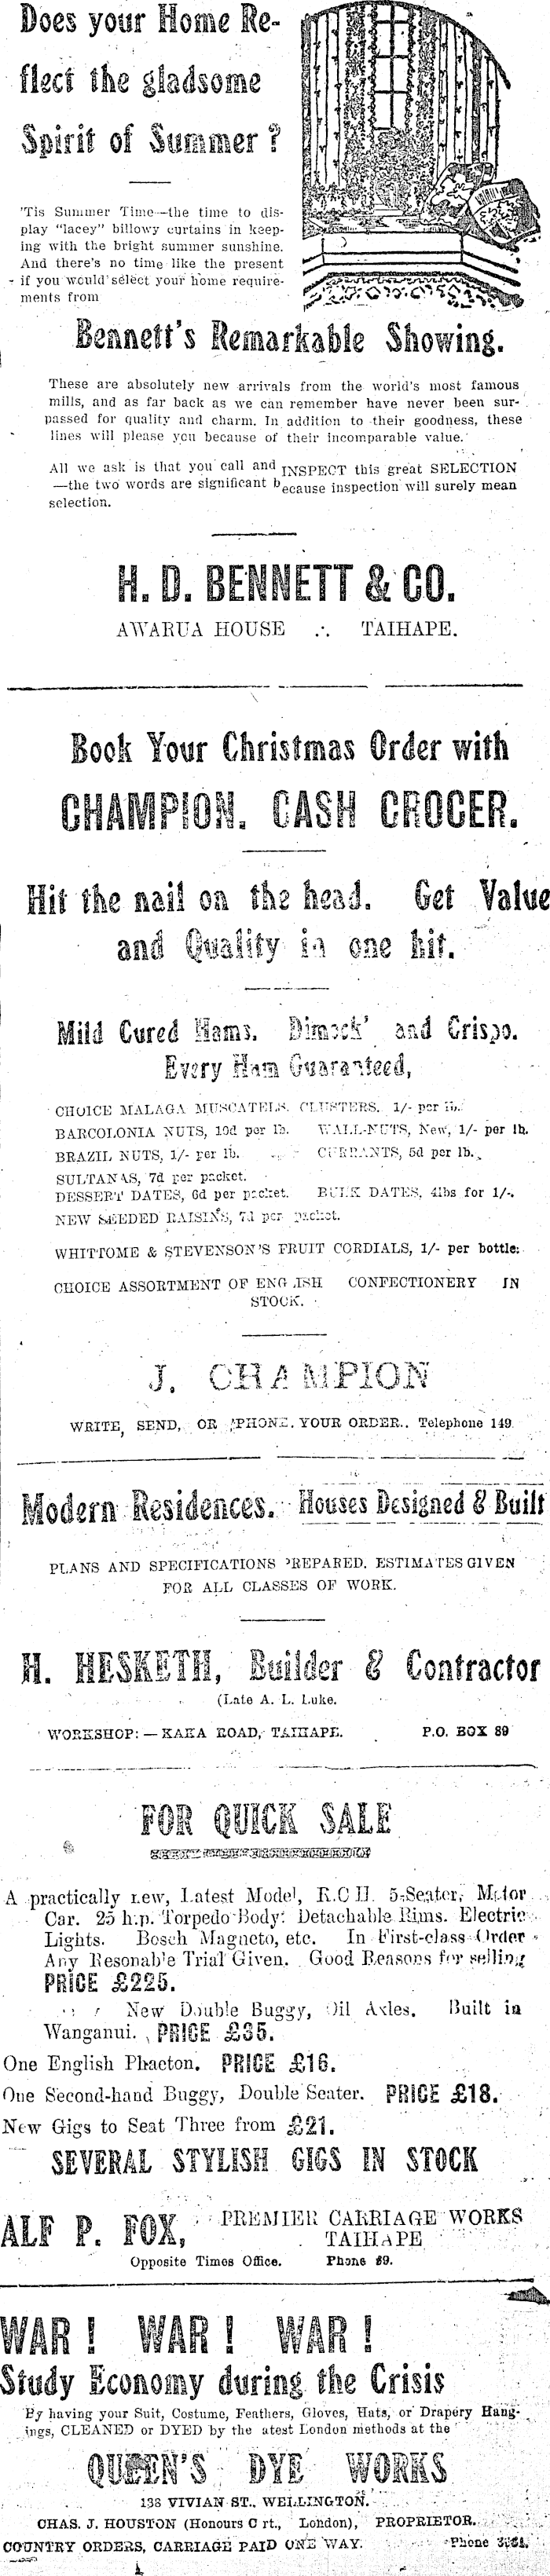 Does your Home Re-
flect the gladsome
Spirit of Summer ?
'Tis Summer Time—the time to dis-
play "lacey" billowy curtains in keep-
ing with the bright summer sunshine.
And there's no time like the present
if you would select your home require-
ments from
Bennett's Remarkable Showing.
These are absolutely new arrivals from the world's most famous
mills, and as far back as we can remember have never been sur-
passed for quality and charm. In addition to their goodness, these
lines will please you because of their incomparable value.
All we ask is that you call and INSPECT this great SELECTION
—the two words are significant because inspection will surely mean
selection.
H. D. BENNETT & CO.
AWARUA HOUSE ∴ TAIHAPE.
Book Your Christmas Order with
CHAMPION. CASH GROCER.
Hit the nail on the head. Get Value
and Quality in one hit.
Mild Cured Hams. Dimock' and Crispo.
Every Ham Guaranteed,
CHOICE MALAGA MUSCATELS. CLUSTERS. 1/- per lb.
BARCOLONIA NUTS, 10d per lb. WALL-NUTS, New, 1/- per lb.
BRAZIL NUTS, 1/- per lb. CURRANTS, 5d per lb.
SULTANAS, 7d per packet.
DESSERT DATES, 6d per packet. BULK DATES, 4lbs for 1/-.
NEW SEEDED RAISINS, 7d per packet.
WHITTOME & STEVENSON'S FRUIT CORDIALS, 1/- per bottle.
CHOICE ASSORTMENT OF ENGLISH CONFECTIONERY IN
STOCK.
J. CHAMPION
WRITE, SEND, OR 'PHONE. YOUR ORDER.. Telephone 149
Modern Residences. Houses Designed & Built
PLANS AND SPECIFICATIONS PREPARED. ESTIMATES GIVEN
FOR ALL CLASSES OF WORK.
H. HESKETH, Builder & Contractor
(Late A. L. Luke.
WORKSHOP:—KAKA ROAD, TAIHAPE. P.O. BOX 89
FOR QUICK SALE
A practically new, Latest Model, R.C.H. 5-Seater, Motor
Car. 25 h.p. Torpedo Body. Detachable Rims. Electric
Lights. Bosch Magneto, etc. In First-class Order
Any Resonable Trial Given. Good Reasons for selling
PRICE £225.
New Double Buggy, Oil Axles. Built in
Wanganui. PRICE £35.
One English Phaeton. PRICE £16.
One Second-hand Buggy, Double Seater. PRICE £18.
New Gigs to Seat Three from £21.
SEVERAL STYLISH GIGS IN STOCK
ALF P. FOX, PREMIER CARRIAGE WORKS
TAIHAPE
Opposite Times Office. Phone 89.
WAR ! WAR ! WAR !
Study Economy during the Crisis
By having your Suit, Costume, Feathers, Gloves, Hats, or Drapery Hang-
ings, CLEANED or DYED by the atest London methods at the
QUEEN'S DYE WORKS
138 VIVIAN ST., WELLINGTON.
CHAS. J. HOUSTON (Honours C rt., London), PROPRIETOR.
COUNTRY ORDERS, CARRIAGE PAID ONE WAY. Phone